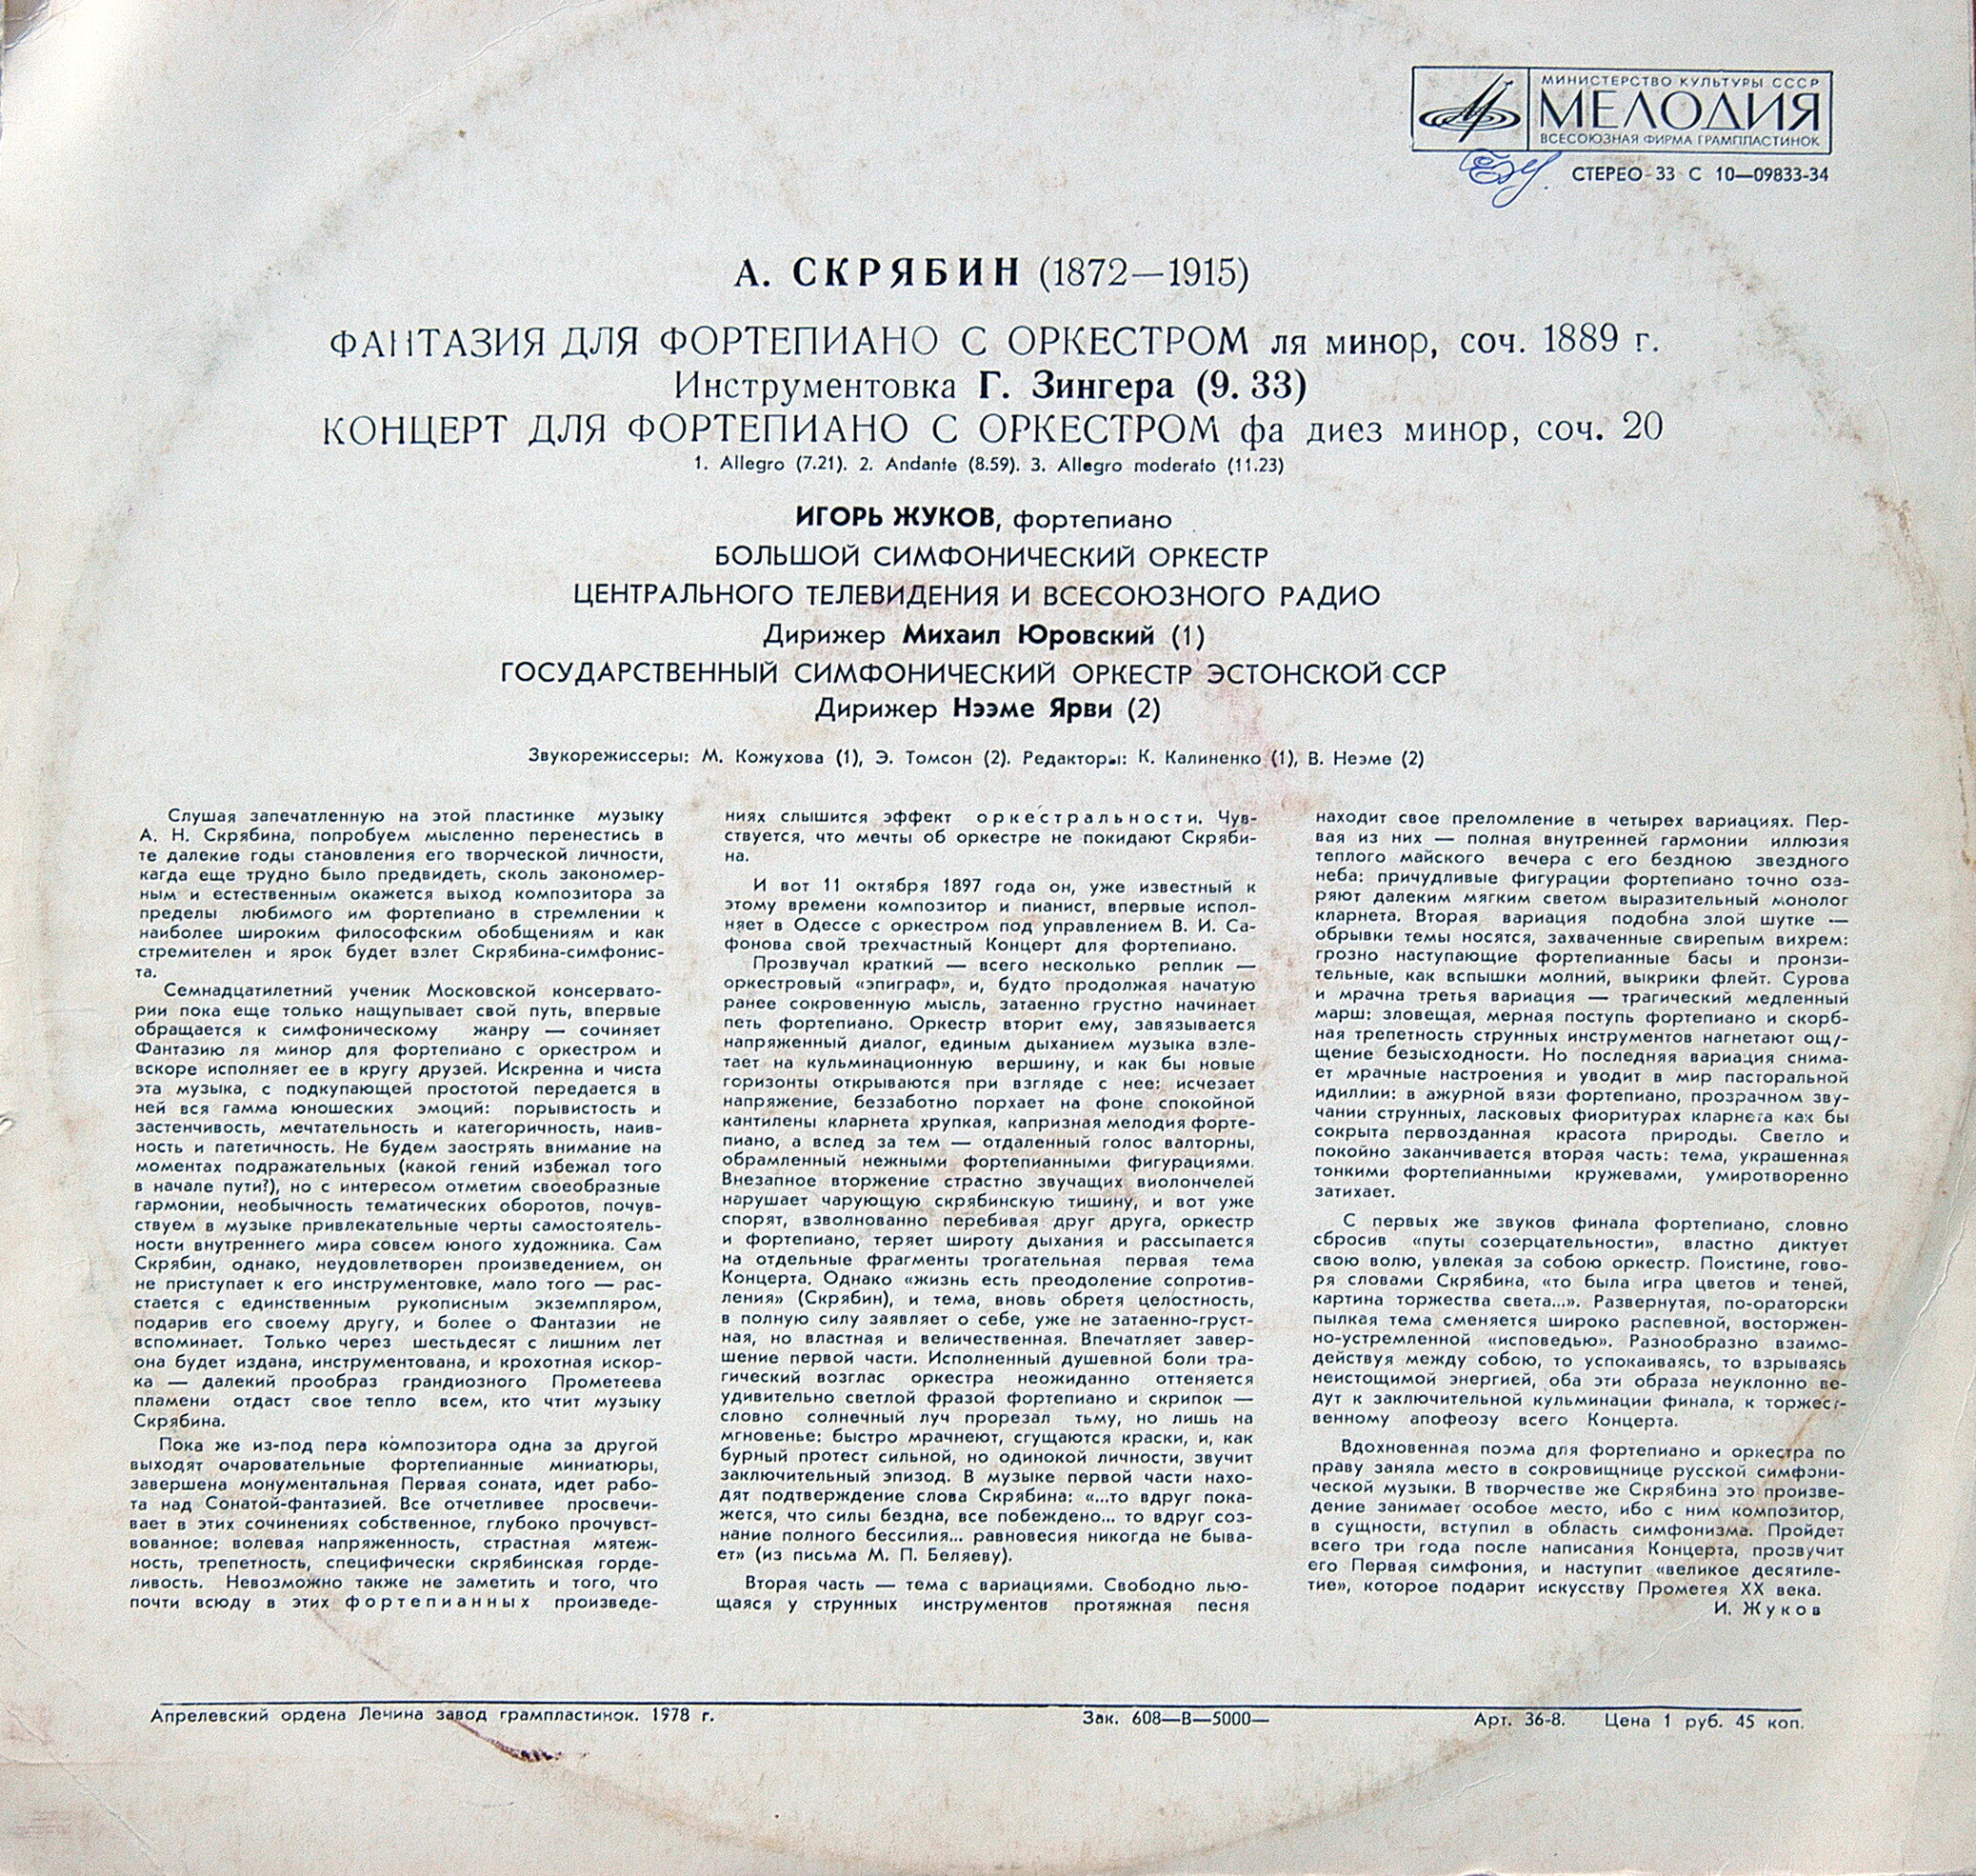 МИНИСТЕРСТВО КУЛЬТУРЫ СССР
МЕЛОДИЯ
ВСЕСОЮЗНАЯ ФИРМА ГРАМПЛАСТИНОК
СТЕРЕО 33 С 10—09833-34
А. СКРЯБИН (1872—1915)
ФАНТАЗИЯ ДЛЯ ФОРТЕПИАНО С ОРКЕСТРОМ ля минор, соч. 1889 г.
Инструментовка Г. Зингера (9. 33)
КОНЦЕРТ ДЛЯ ФОРТЕПИАНО С ОРКЕСТРОМ фа диез минор, соч. 20
1. Allegro (7.21). 2. Andante (8.59). 3. Allegro moderato (11.23)
ИГОРЬ ЖУКОВ, фортепиано
БОЛЬШОЙ СИМФОНИЧЕСКИЙ ОРКЕСТР
ЦЕНТРАЛЬНОГО ТЕЛЕВИДЕНИЯ И ВСЕСОЮЗНОГО РАДИО
Дирижер Михаил Юровский (1)
ГОСУДАРСТВЕННЫЙ СИМФОНИЧЕСКИЙ ОРКЕСТР ЭСТОНСКОЙ ССР
Дирижер Нээме Ярви (2)
Звукорежиссеры: М. Кожухова (1), Э. Томсон (2). Редакторы: К. Калиненко (1), В. Неэме (2)
Слушая запечатленную на этой пластинке музыку
А. Н. Скрябина, попробуем мысленно перенестись в
те далекие годы становления его творческой личности,
кагда еще трудно было предвидеть, сколь закономер-
ным и естественным окажется выход композитора за
пределы любимого им фортепиано в стремлении к
наиболее широким философским обобщениям и как
стремителен и ярок будет взлет Скрябина-симфонис-
та.
Семнадцатилетний ученик Московской консервато-
рии пока еще только нащупывает свой путь, впервые
обращается к симфоническому жанру — сочиняет
Фантазию ля минор для фортепиано с оркестром и
вскоре исполняет ее в кругу друзей. Искренна и чиста
эта музыка, с подкупающей простотой передается в
ней вся гамма юношеских эмоций: порывистость и
застенчивость, мечтательность и категоричность, наив-
ность и патетичность. Не будем заострять внимание на
моментах подражательных (какой гений избежал того
в начале пути?), но с интересом отметим своеобразные
гармонии, необычность тематических оборотов, почув-
ствуем в музыке привлекательные черты самостоятель-
ности внутреннего мира совсем юного художника. Сам
Скрябин, однако, неудовлетворен произведением, он
не приступает к его инструментовке, мало того — рас-
стается с единственным рукописным экземпляром,
подарив его своему другу, и более о Фантазии не
вспоминает. Только через шестьдесят с лишним лет
она будет издана, инструментована, и крохотная искор-
ка — далекий прообраз грандиозного Прометеева
пламени отдаст свое тепло всем, кто чтит музыку
Скрябина.
Пока же из-под пера композитора одна за другой
выходят очаровательные фортепианные миниатюры,
завершена монументальная Первая соната, идет рабо-
та над Сонатой-фантазией. Все отчетливее просвечи-
вает в этих сочинениях собственное, глубоко прочувст-
вованное: волевая напряженность, страстная мятеж-
ность, трепетность, специфически скрябинская горде-
ливость. Невозможно также не заметить и того, что
почти всюду в этих фортепианных произведе-
ниях слышится эффект оркестральности. Чув-
ствуется, что мечты об оркестре не покидают Скряби-
на.
И вот 11 октября 1897 года он, уже известный к
этому времени композитор и пианист, впервые испол-
няет в Одессе с оркестром под управлением В. И. Са-
фонова свой трехчастный Концерт для фортепиано.
Прозвучал краткий — всего несколько реплик —
оркестровый «эпиграф», и, будто продолжая начатую
ранее сокровенную мысль, затаенно грустно начинает
петь фортепиано. Оркестр вторит ему, завязывается
напряженный диалог, единым дыханием музыка взле-
тает на кульминационную вершину, и как бы новые
горизонты открываются при взгляде с нее: исчезает
напряжение, беззаботно порхает на фоне спокойной
кантилены кларнета хрупкая, капризная мелодия форте-
пиано, а вслед за тем — отдаленный голос валторны,
обрамленный нежными фортепианными фигурациями.
Внезапное вторжение страстно звучащих виолончелей
нарушает чарующую скрябинскую тишину, и вот уже
спорят, взволнованно перебивая друг друга, оркестр
и фортепиано, теряет широту дыхания и рассыпается
на отдельные фрагменты трогательная первая тема
Концерта. Однако «жизнь есть преодоление сопротив-
ления» (Скрябин), и тема, вновь обретя целостность,
в полную силу заявляет о себе, уже не затаенно-груст-
ная, но властная и величественная. Впечатляет завер-
шение первой части. Исполненный душевной боли тра-
гический возглас оркестра неожиданно оттеняется
удивительно светлой фразой фортепиано и скрипок —
словно солнечный луч прорезал тьму, но лишь на
мгновенье: быстро мрачнеют, сгущаются краски, и, как
бурный протест сильной, но одинокой личности, звучит
заключительный эпизод. В музыке первой части нахо-
дят подтверждение слова Скрябина: «...то вдруг пока-
жется, что силы бездна, все побеждено... то вдруг соз-
нание полного бессилия... равновесия никогда не быва-
ет» (из письма М. П. Беляеву).
Вторая часть — тема с вариациями. Свободно лью-
щаяся у струнных инструментов протяжная песня
находит свое преломление в четырех вариациях. Пер-
вая из них — полная внутренней гармонии иллюзия
теплого майского вечера с его бездною звездного
неба: причудливые фигурации фортепиано точно оза-
ряют далеким мягким светом выразительный монолог
кларнета. Вторая вариация подобна злой шутке —
обрывки темы носятся, захваченные свирепым вихрем:
грозно наступающие фортепианные басы и пронзи-
тельные, как вспышки молний, выкрики флейт. Сурова
и мрачна третья вариация — трагический медленный
марш: зловещая, мерная поступь фортепиано и скорб-
ная трепетность струнных инструментов нагнетают ощу-
щение безысходности. Но последняя вариация снима-
ет мрачные настроения и уводит в мир пасторальной
идиллии: в ажурной вязи фортепиано, прозрачном зву-
чании струнных, ласковых фиоритурах кларнета как бы
сокрыта первозданная красота природы. Светло и
покойно заканчивается вторая часть: тема, украшенная
тонкими фортепианными кружевами, умиротворенно
затихает.
С первых же звуков финала фортепиано, словно
сбросив «путы созерцательности», властно диктует
свою волю, увлекая за собою оркестр. Поистине, гово-
ря словами Скрябина, «то была игра цветов и теней,
картина торжества света...». Развернутая, по-ораторски
пылкая тема сменяется широко распевной, восторжен-
но-устремленной «исповедью». Разнообразно взаимо-
действуя между собою, то успокаиваясь, то взрываясь
неистощимой энергией, оба эти образа неуклонно ве-
дут к заключительной кульминации финала, к торжест-
венному апофеозу всего Концерта.
Вдохновенная поэма для фортепиано и оркестра по
праву заняла место в сокровищнице русской симфони-
ческой музыки. В творчестве же Скрябина это произве-
дение занимает особое место, ибо с ним композитор,
в сущности, вступил в область симфонизма. Пройдет
всего три года после написания Концерта, прозвучит
его Первая симфония, и наступит «великое десятиле-
тие», которое подарит искусству Прометея XX века.
И. Жуков
Апрелевский ордена Ленина завод грампластинок. 1978 г.
Зак. 608—В—5000—
Арт. 36-8. Цена 1 руб. 45 коп.